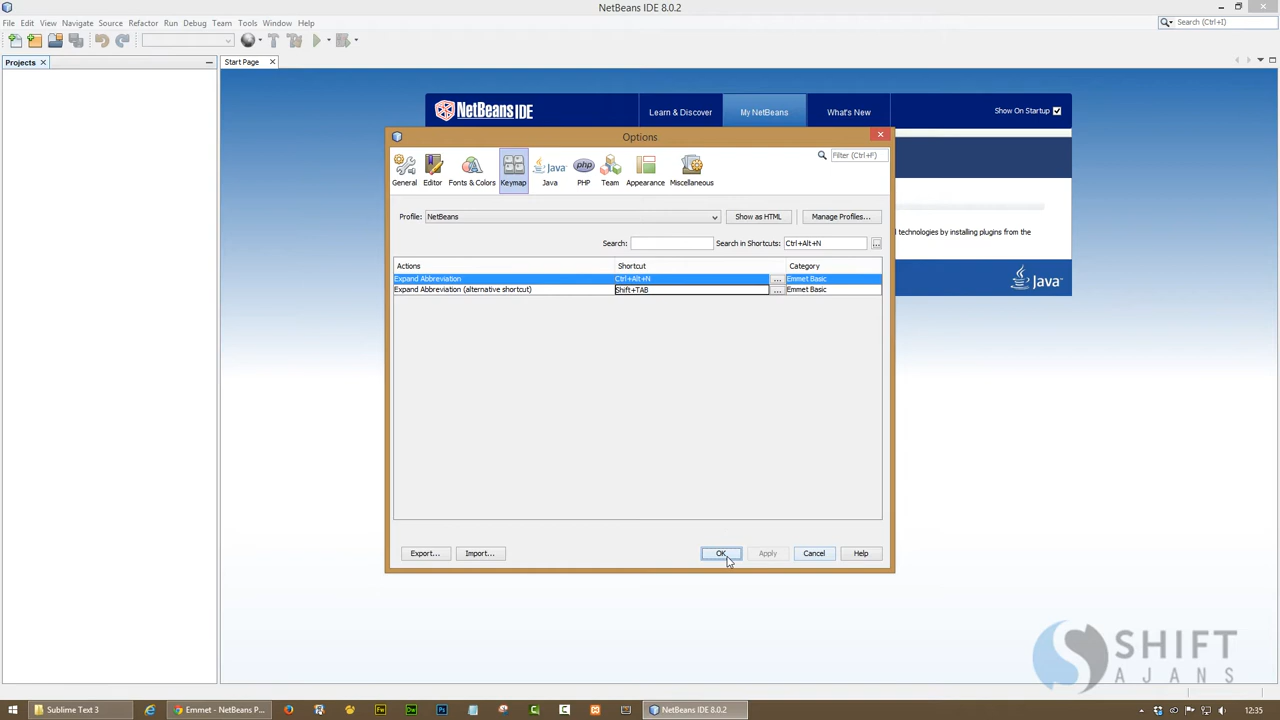 NetBeans IDE 8.0.2
File Edit View Navigate Source Refactor Run Debug Team Tools Window Help
Search (Ctrl+I)
Projects
Start Page
NetBeans IDE
Learn & Discover
My NetBeans
What's New
Show On Startup
Options
General
Editor
Fonts & Colors
Keymap
Java
Java
PHP
php
Team
Appearance
Miscellaneous
Filter (Ctrl+F)
Profile: NetBeans
Show as HTML
Manage Profiles...
Search:
Search in Shortcuts: Ctrl+Alt+N
...
Actions Shortcut Category
Expand Abbreviation Ctrl+Alt+N ... Emmet Basic
Expand Abbreviation (alternative shortcut) Shift+TAB ... Emmet Basic
technologies by installing plugins from the
Java
Export...
Import...
OK
Apply
Cancel
Help
SHIFT
AJANS
Sublime Text 3
Emmet - NetBeans P...
Fw
Dw
Ps
NetBeans IDE 8.0.2
12:35